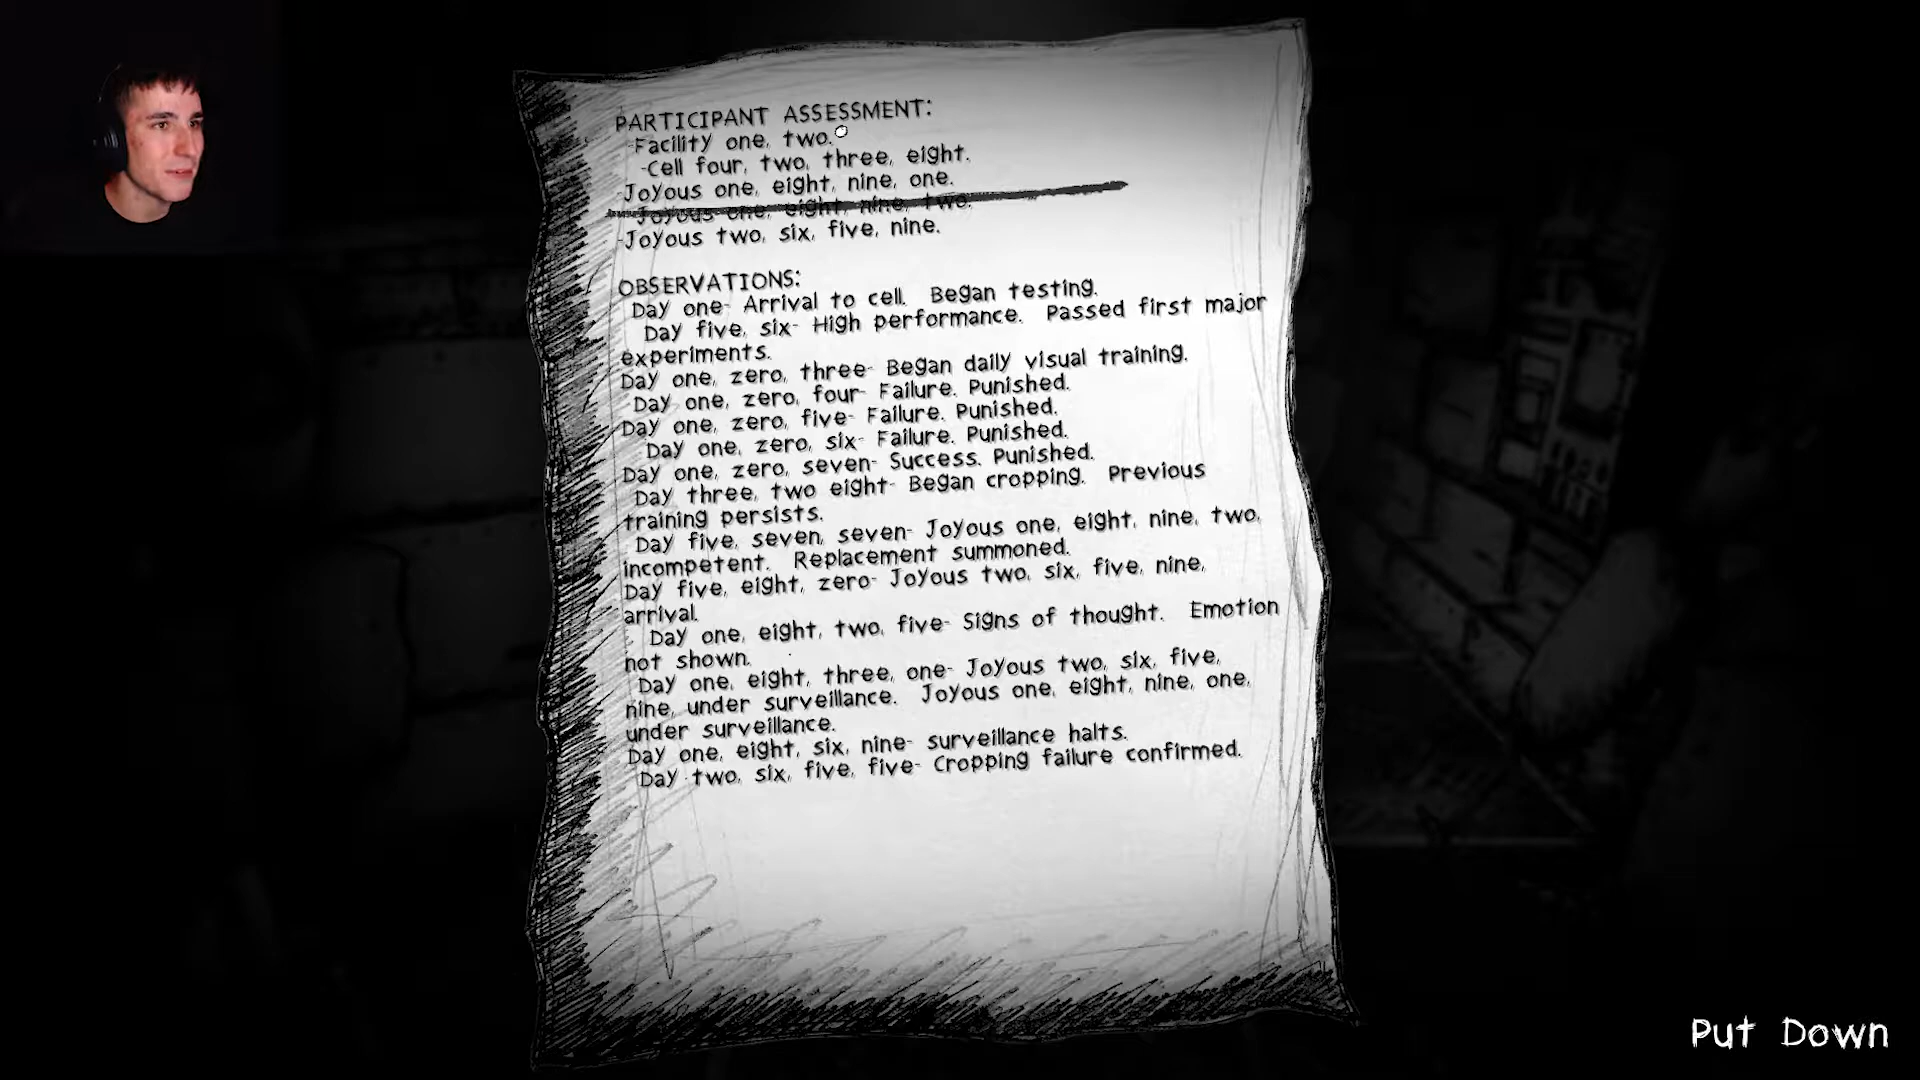 PARTICIPANT ASSESSMENT:
-Facility one, two.
-Cell four, two, three, eight.
Joyous one, eight, nine, one.
-Joyous one, eight, nine, two.
-Joyous two, six, five, nine.
OBSERVATIONS:
Day one- Arrival to cell. Began testing.
Day five, six- High performance. Passed first major
experiments.
Day one, zero, three- Began daily visual training.
Day one, zero, four- Failure. Punished.
Day one, zero, five- Failure. Punished.
Day one, zero, six- Failure. Punished.
Day one, zero, seven- Success. Punished.
Day three, two eight- Began cropping. Previous
training persists.
Day five, seven, seven- Joyous one, eight, nine, two,
incompetent. Replacement summoned.
Day five, eight, zero- Joyous two, six, five, nine,
arrival.
Day one, eight, two, five- Signs of thought. Emotion
not shown.
Day one, eight, three, one- Joyous two, six, five,
nine, under surveillance. Joyous one, eight, nine, one,
under surveillance.
Day one, eight, six, nine- surveillance halts.
Day two, six, five, five- Cropping failure confirmed.
Put Down